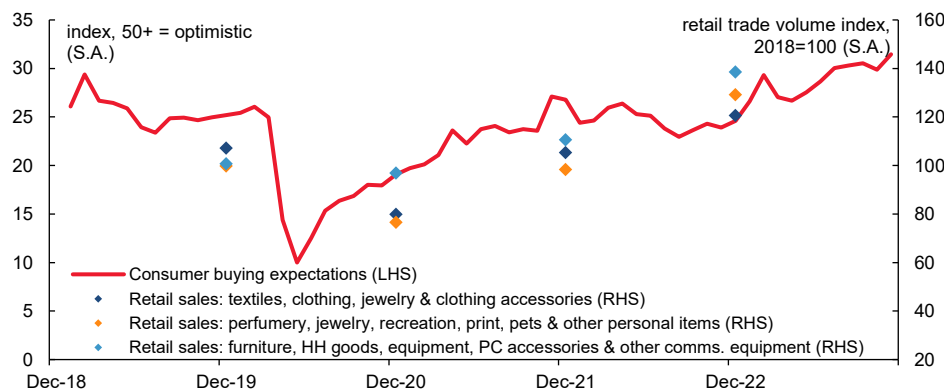 35
30
25
20
15
10
5
0
index, 50+ = optimistic
(S.A.)
retail trade volume index,
2018=100 (S.A.)
160
140
120
100
80
60
40
20
Consumer buying expectations (LHS)
Retail sales: textiles, clothing, jewelry & clothing accessories (RHS)
Retail sales: perfumery, jewelry, recreation, print, pets & other personal items (RHS)
Retail sales: furniture, HH goods, equipment, PC accessories & other comms. equipment (RHS)
Dec-18 Dec-19 Dec-20 Dec-21 Dec-22